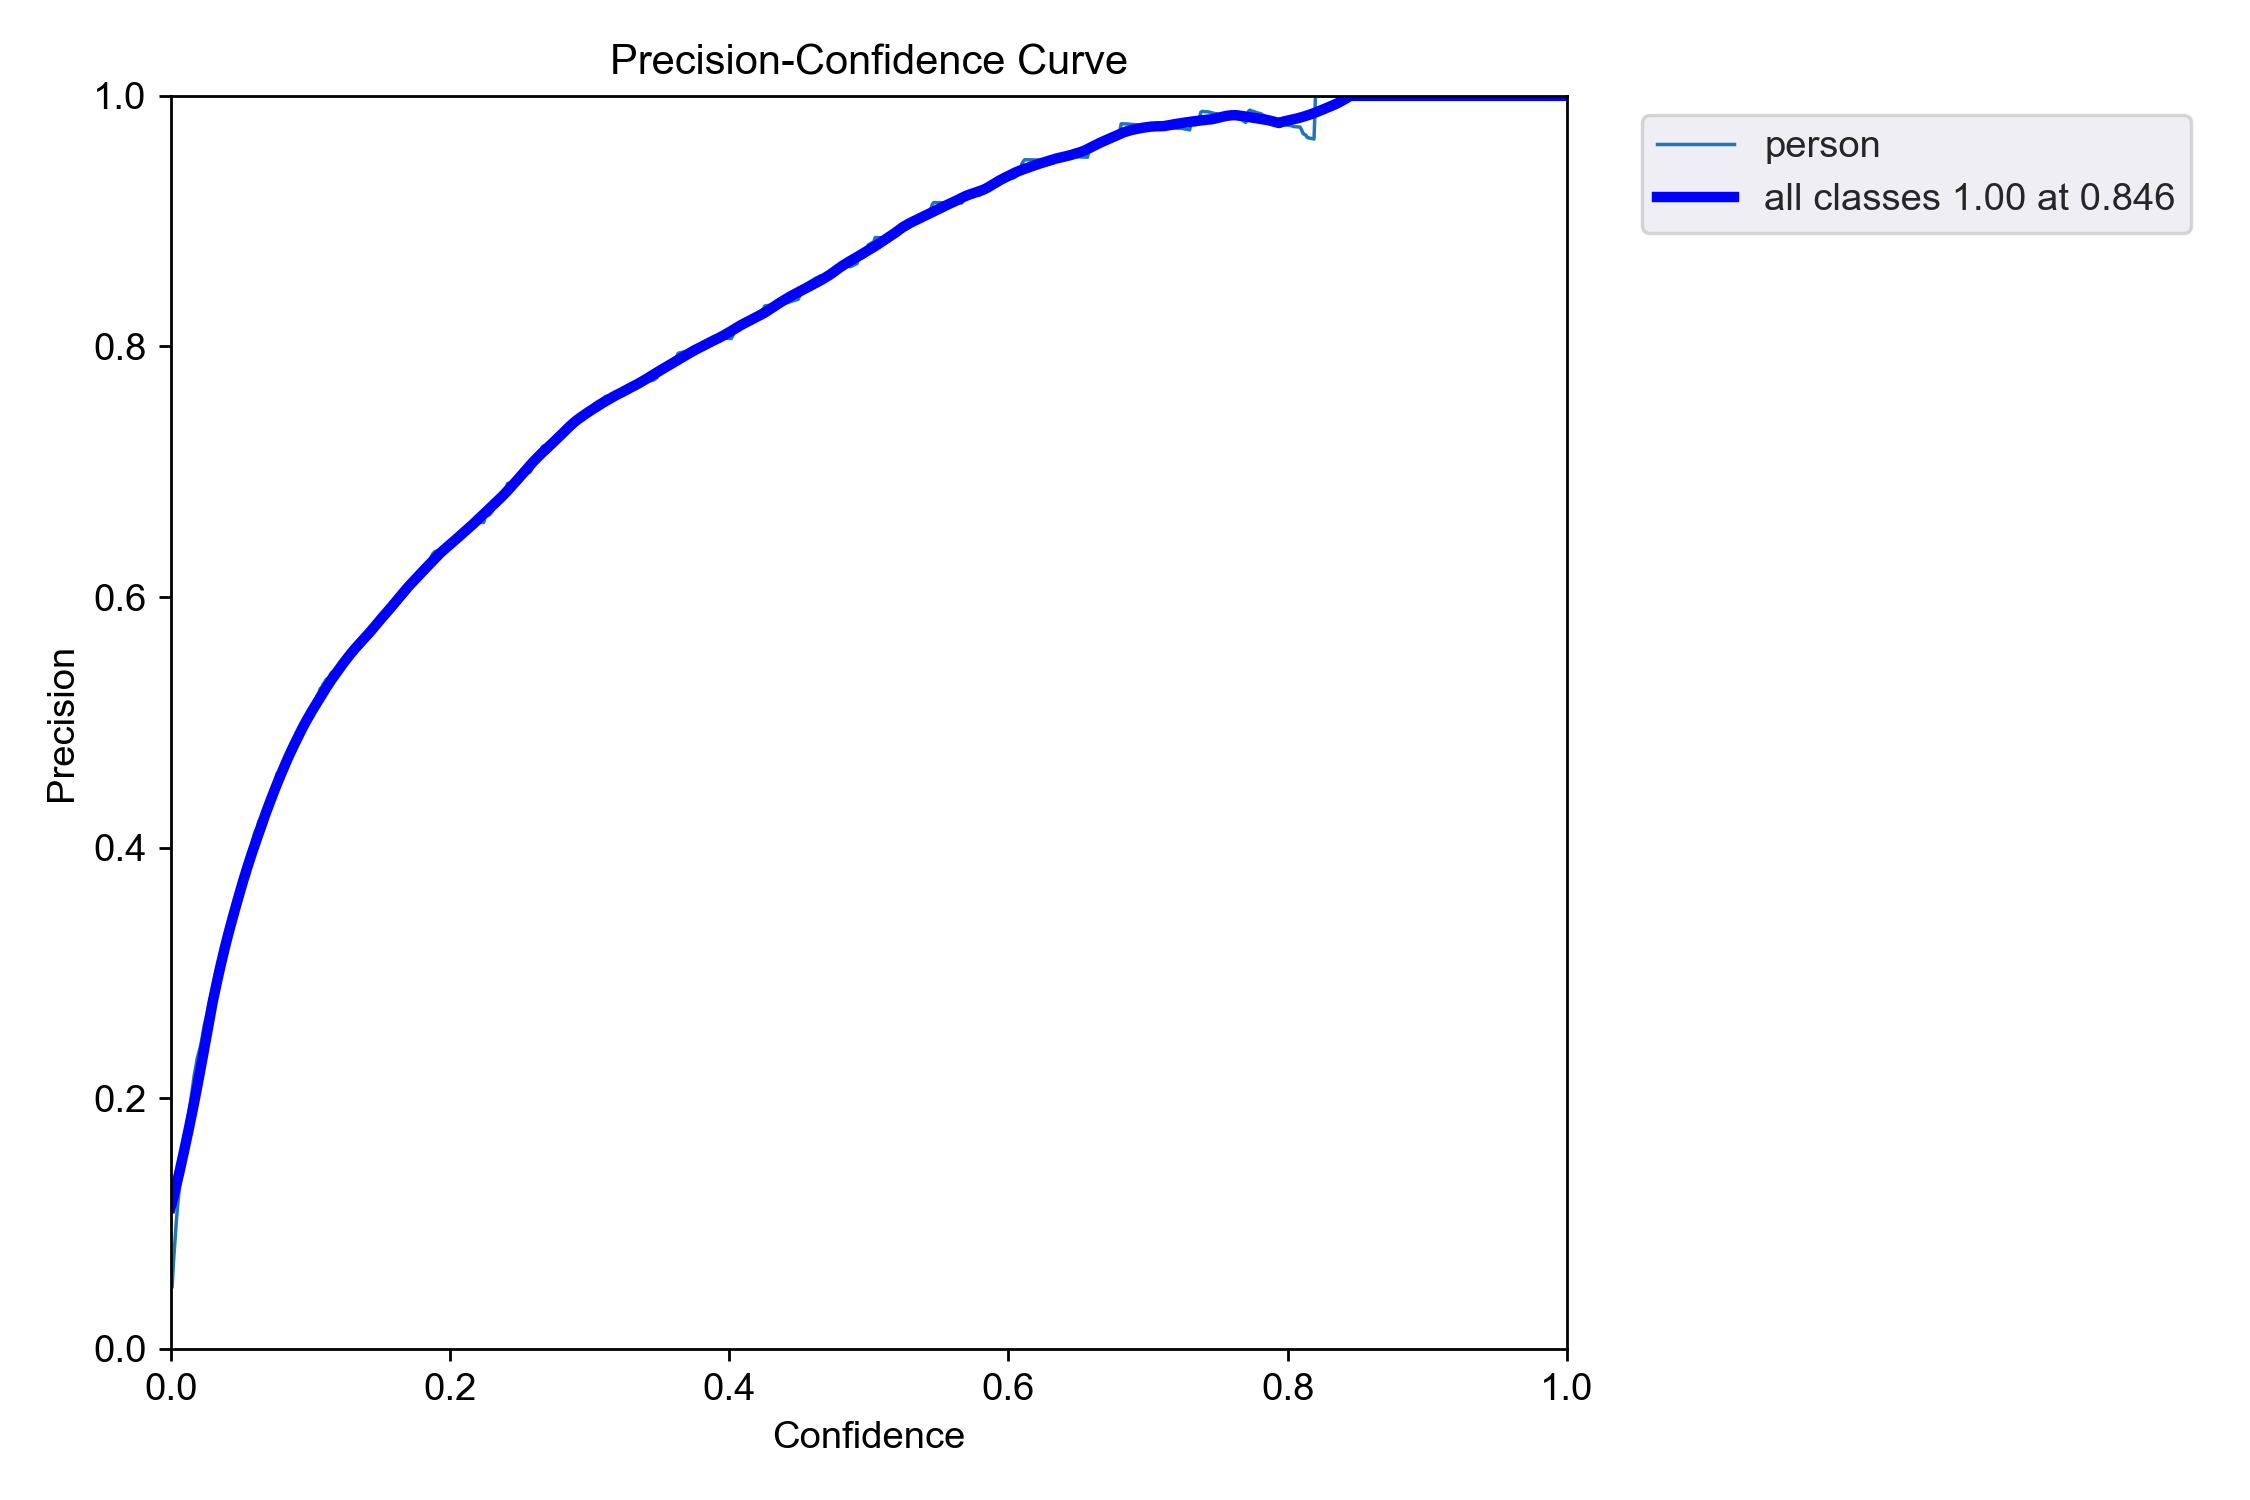 Precision-Confidence Curve
1.0
0.8
0.6
0.4
0.2
0.0
Precision
0.0 0.2 0.4 0.6 0.8 1.0
Confidence
person
all classes 1.00 at 0.846